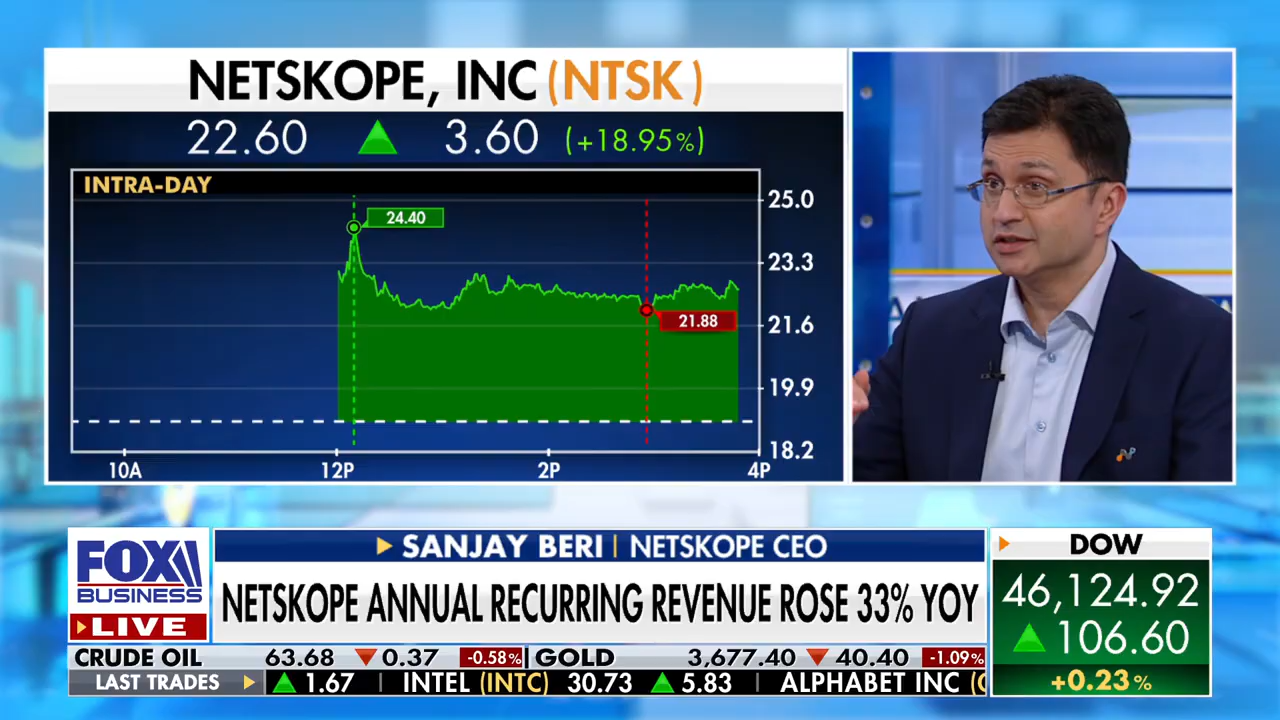 NETSKOPE, INC (NTSK)
22.60 ▲ 3.60 (+18.95%)
INTRA-DAY
25.0
24.40
23.3
21.88
21.6
19.9
18.2
10A 12P 2P 4P
FOX
BUSINESS
LIVE
SANJAY BERI | NETSKOPE CEO
NETSKOPE ANNUAL RECURRING REVENUE ROSE 33% YOY
DOW
46,124.92
▲ 106.60
+0.23%
CRUDE OIL 63.68 ▼ 0.37 -0.58% GOLD 3,677.40 ▼ 40.40 -1.09%
LAST TRADES ▲ 1.67 | INTEL (INTC) 30.73 ▲ 5.83 | ALPHABET INC (